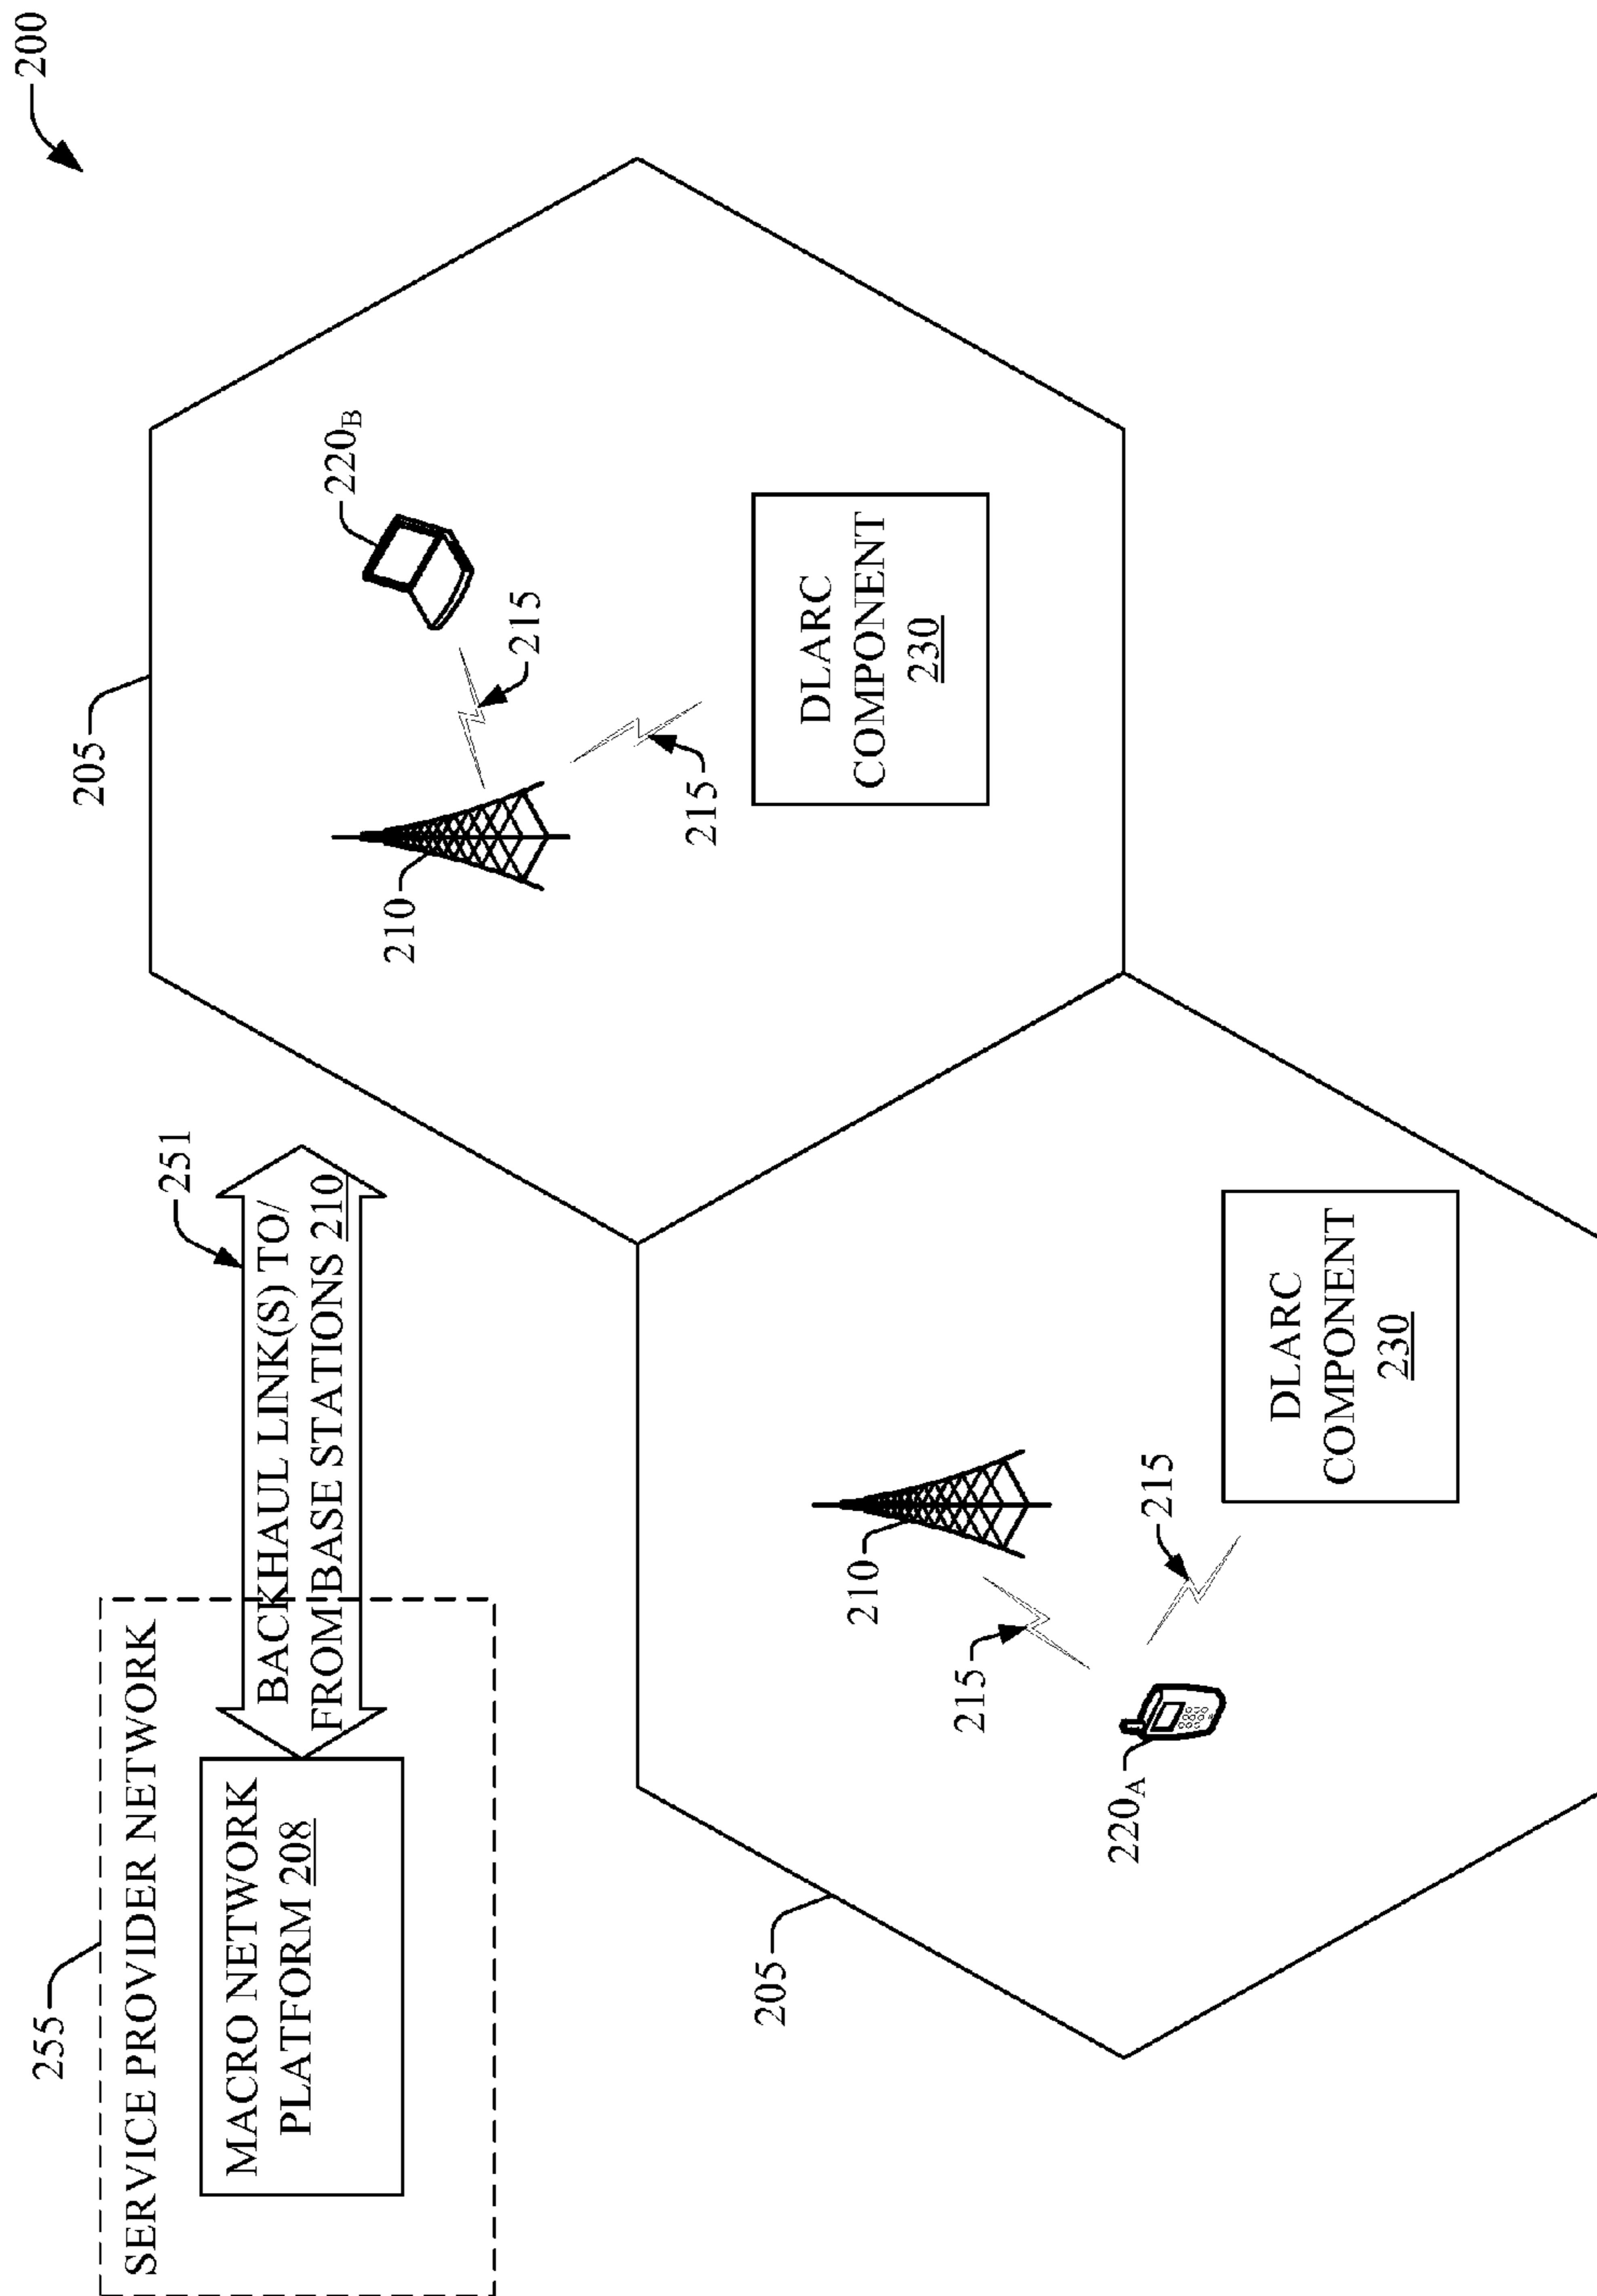 200
255
SERVICE PROVIDER NETWORK
MACRO NETWORK
PLATFORM 208
251
BACKHAUL LINK(S) TO/
FROM BASE STATIONS 210
205
210
220B
215
215
DLARC
COMPONENT
230
205
210
215
220A
215
DLARC
COMPONENT
230